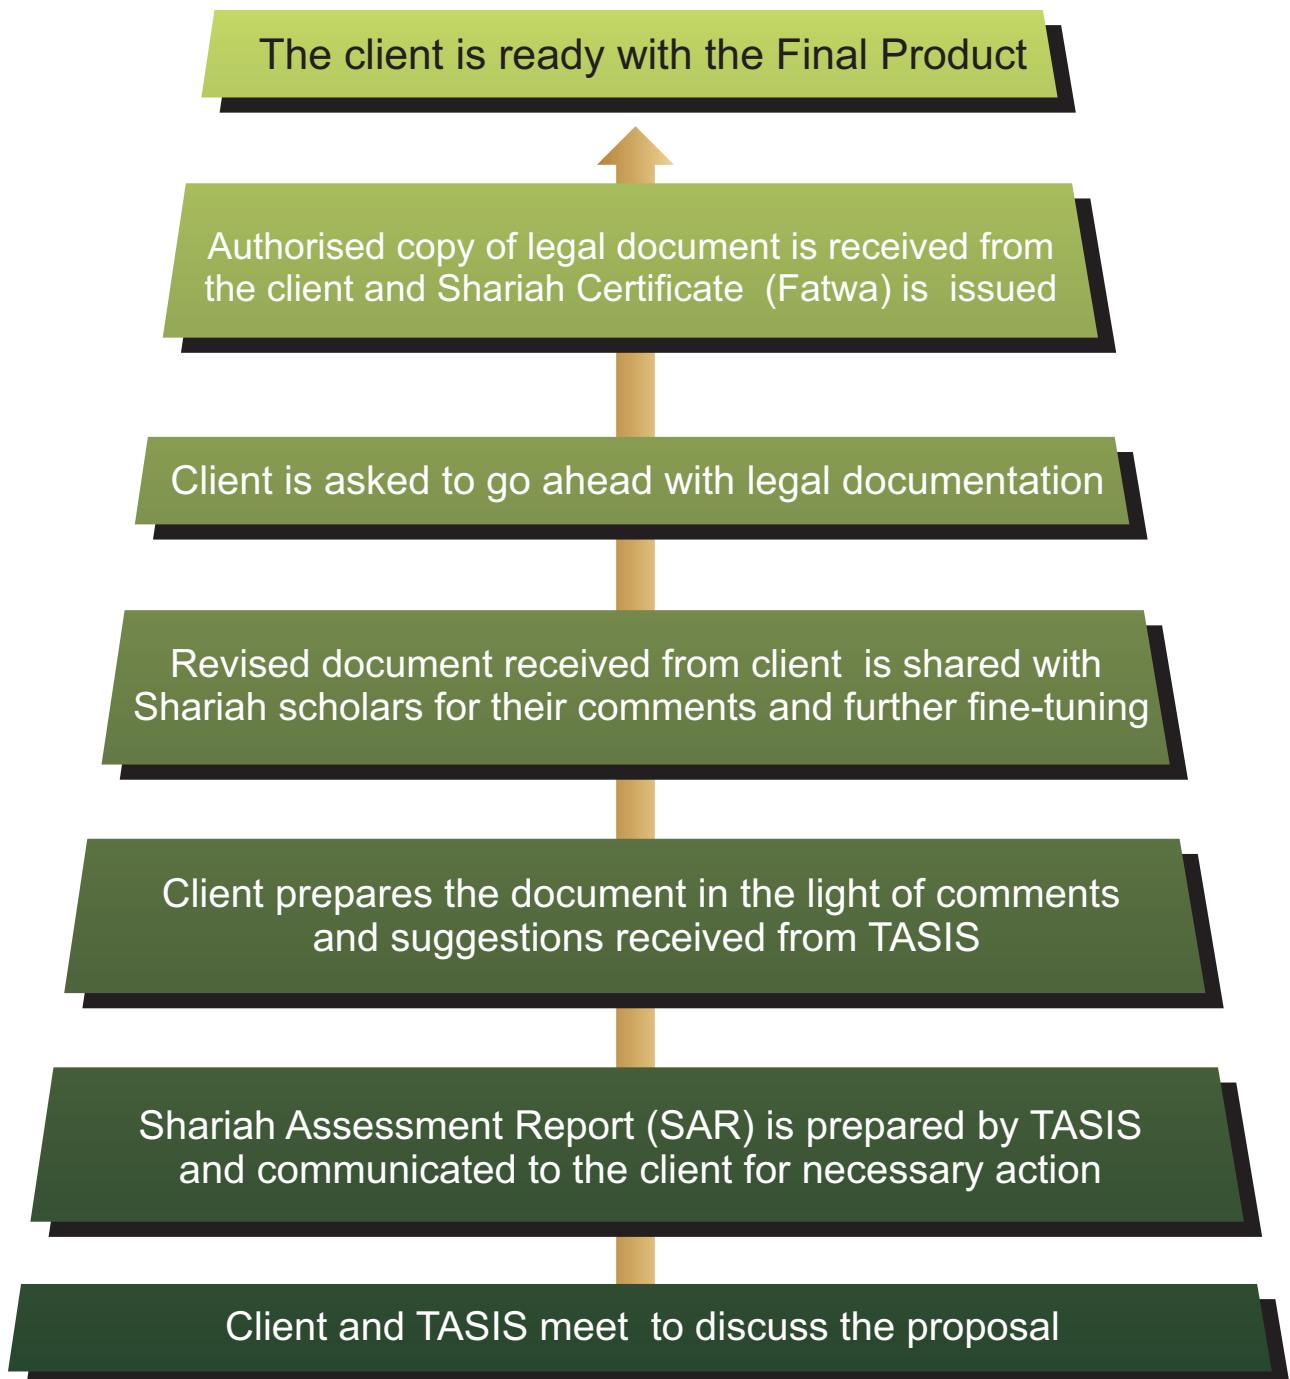 The client is ready with the Final Product
Authorised copy of legal document is received from
the client and Shariah Certificate (Fatwa) is issued
Client is asked to go ahead with legal documentation
Revised document received from client is shared with
Shariah scholars for their comments and further fine-tuning
Client prepares the document in the light of comments
and suggestions received from TASIS
Shariah Assessment Report (SAR) is prepared by TASIS
and communicated to the client for necessary action
Client and TASIS meet to discuss the proposal